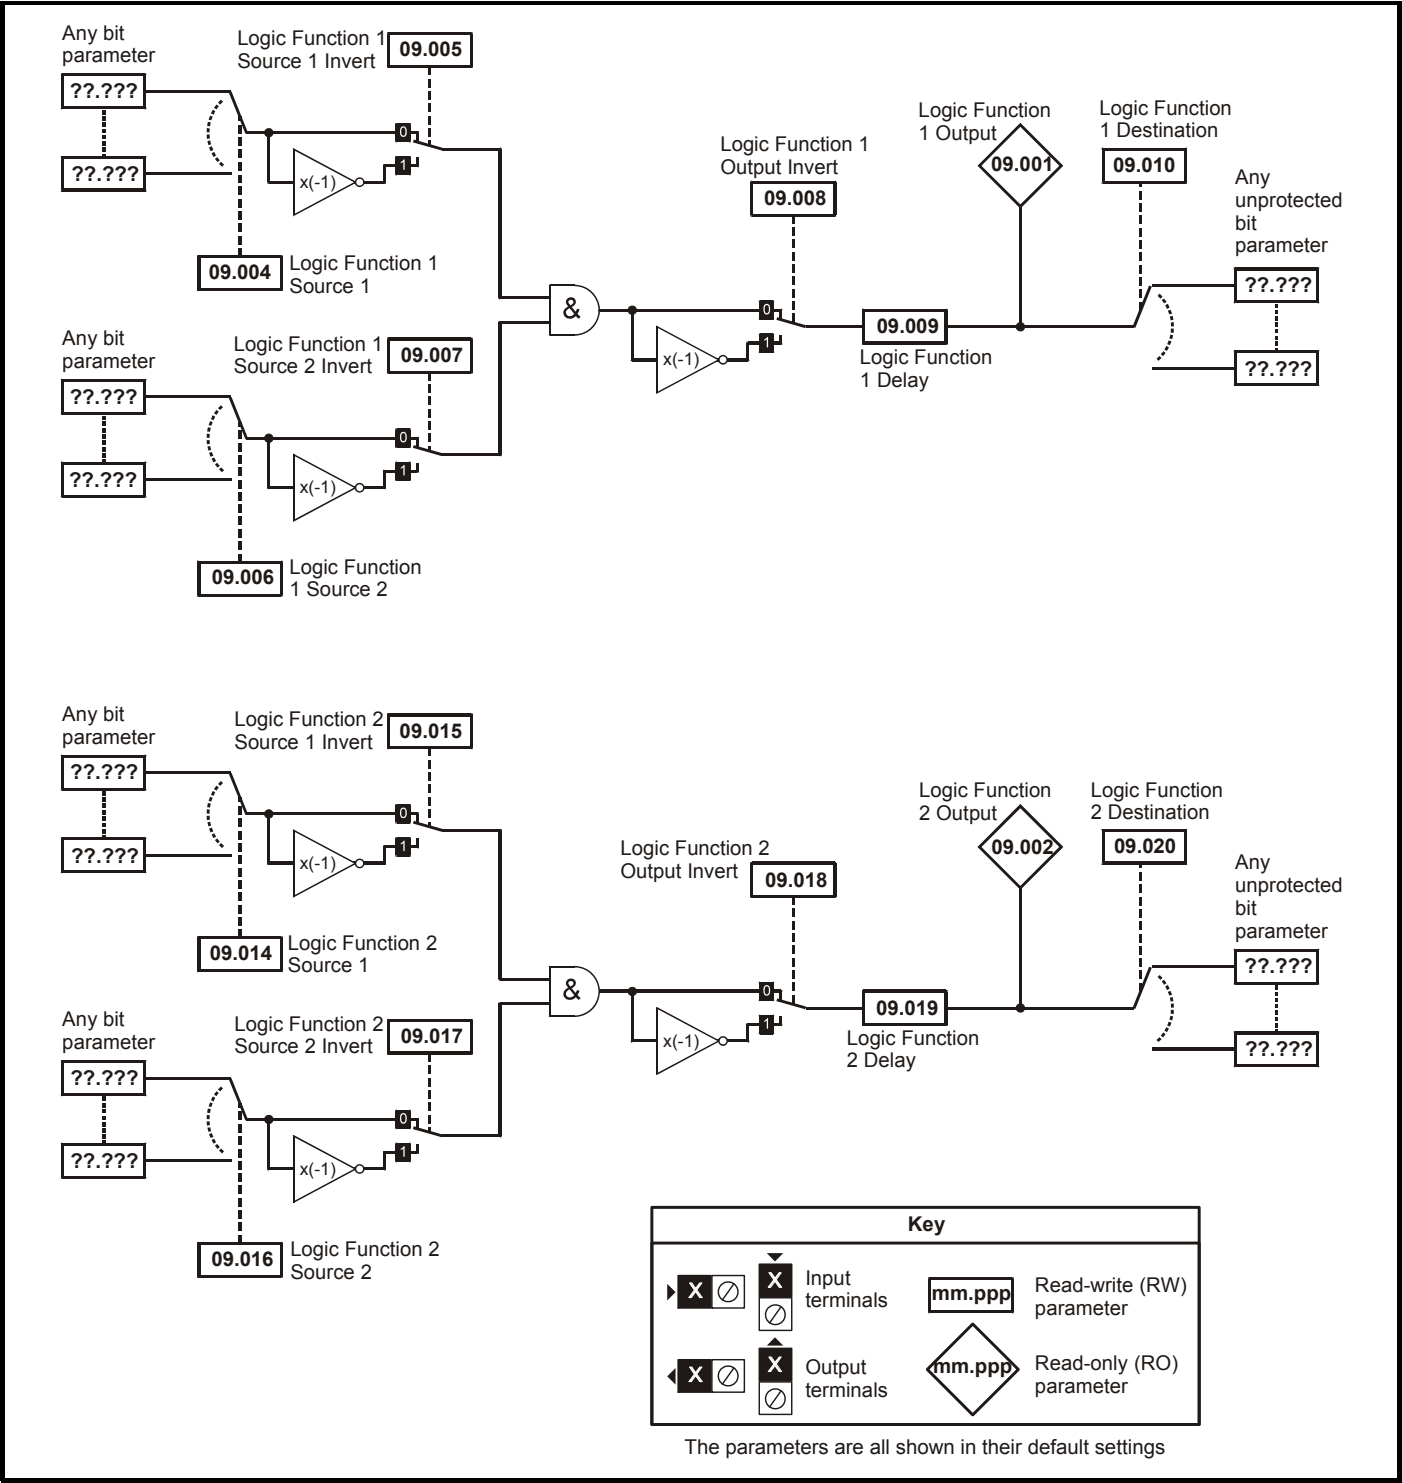 Any bit
parameter
??.???
??.???
Logic Function 1
Source 1 Invert
09.005
0
1
x(-1)
09.004
Logic Function 1
Source 1
Any bit
parameter
??.???
??.???
Logic Function 1
Source 2 Invert
09.007
0
1
x(-1)
09.006
Logic Function
1 Source 2
&
Logic Function 1
Output Invert
09.008
0
1
x(-1)
09.009
Logic Function
1 Delay
Logic Function
1 Output
09.001
Logic Function
1 Destination
09.010
Any
unprotected
bit
parameter
??.???
??.???
Any bit
parameter
??.???
??.???
Logic Function 2
Source 1 Invert
09.015
0
1
x(-1)
09.014
Logic Function 2
Source 1
Any bit
parameter
??.???
??.???
Logic Function 2
Source 2 Invert
09.017
0
1
x(-1)
09.016
Logic Function 2
Source 2
&
Logic Function 2
Output Invert
09.018
0
1
x(-1)
09.019
Logic Function
2 Delay
Logic Function
2 Output
09.002
Logic Function
2 Destination
09.020
Any
unprotected
bit
parameter
??.???
??.???
Key
X
X
Input
terminals
mm.ppp
Read-write (RW)
parameter
X
X
Output
terminals
mm.ppp
Read-only (RO)
parameter
The parameters are all shown in their default settings